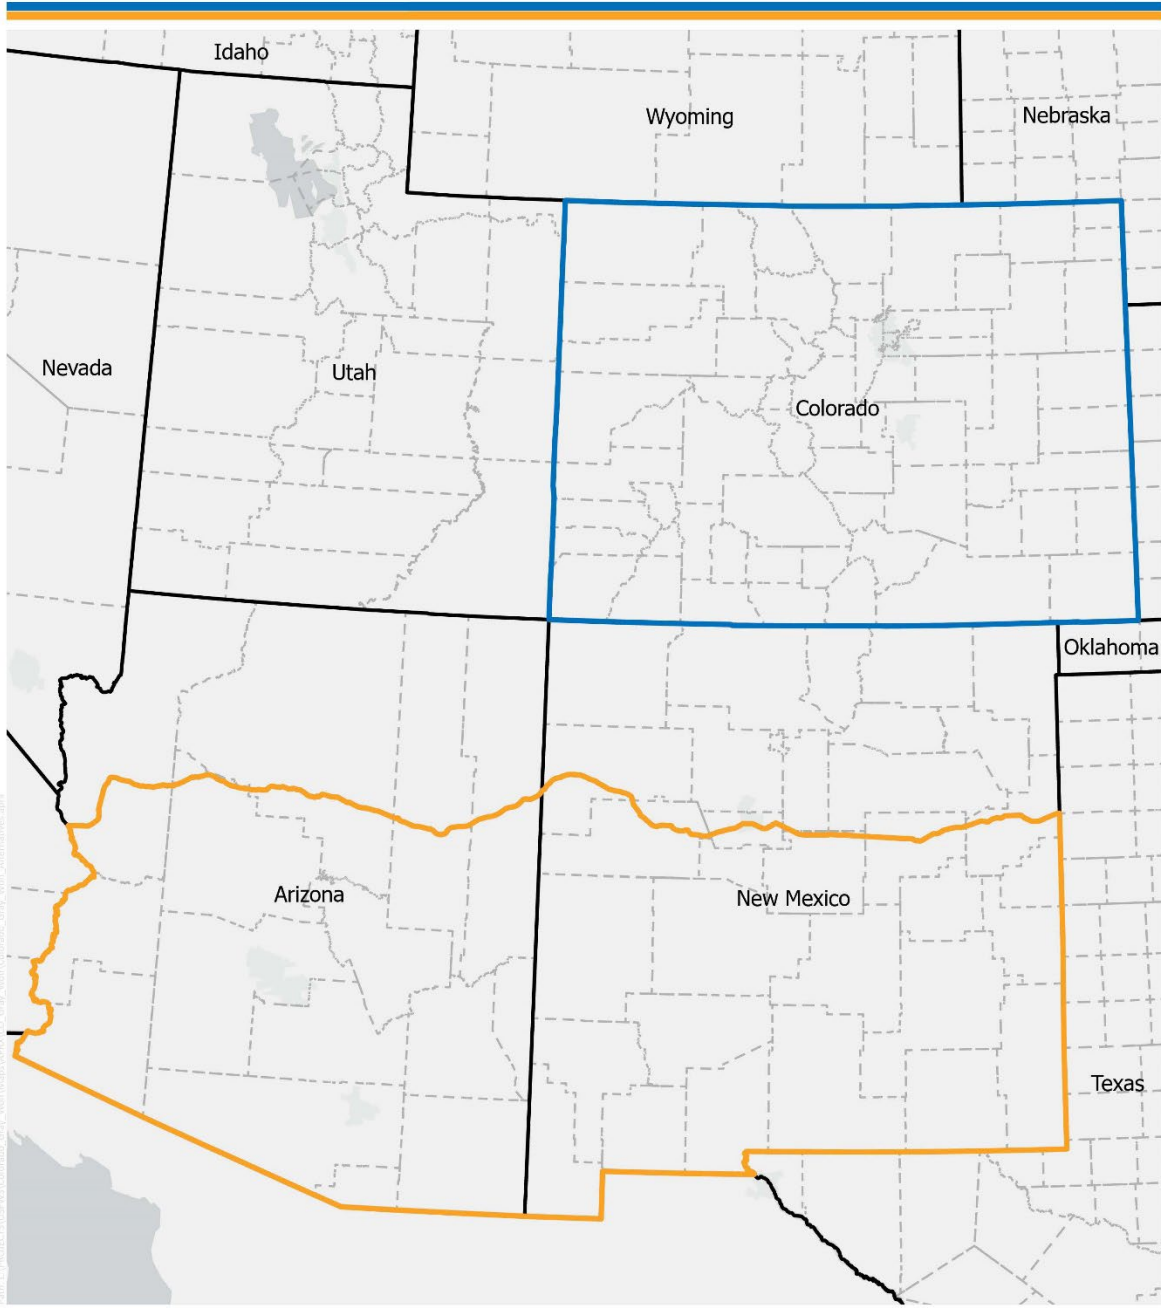 Idaho
Wyoming
Nebraska
Nevada
Utah
Colorado
Oklahoma
Arizona
New Mexico
Texas